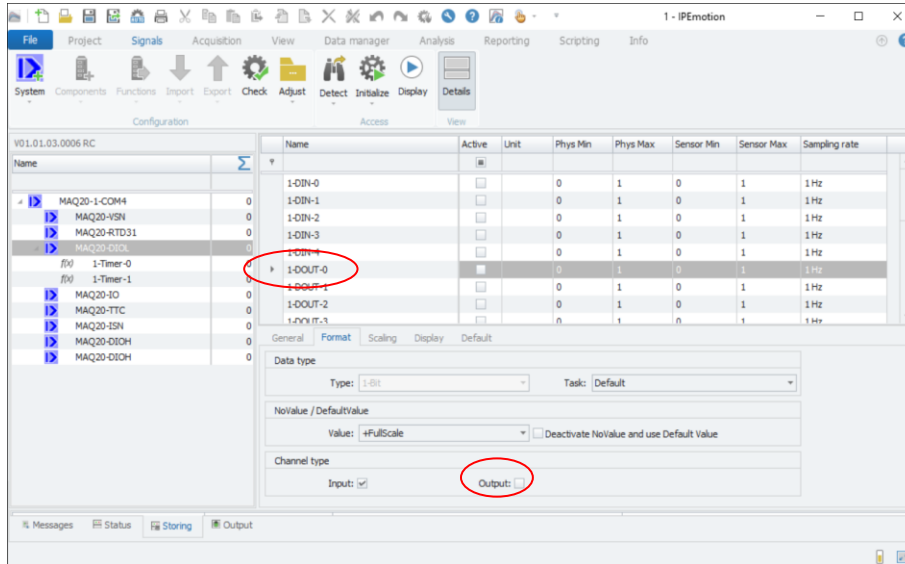 1 - IPEmotion
File Project Signals Acquisition View Data manager Analysis Reporting Scripting Info
System Components Functions Import Export Check Adjust Detect Initialize Display Details
Configuration Access View
V01.01.03.0006 RC
Name
MAQ20-1-COM4 0
MAQ20-VSN 0
MAQ20-RTD31 0
MAQ20-DIOL 0
f(x) 1-Timer-0 0
f(x) 1-Timer-1 0
MAQ20-IO 0
MAQ20-TTC 0
MAQ20-ISN 0
MAQ20-DIOH 0
MAQ20-DIOH 0
Name Active Unit Phys Min Phys Max Sensor Min Sensor Max Sampling rate
1-DIN-0 0 1 0 1 1 Hz
1-DIN-1 0 1 0 1 1 Hz
1-DIN-2 0 1 0 1 1 Hz
1-DIN-3 0 1 0 1 1 Hz
1-DIN-4 0 1 0 1 1 Hz
1-DOUT-0 0 1 0 1 1 Hz
1-DOUT-1 0 1 0 1 1 Hz
1-DOUT-2 0 1 0 1 1 Hz
1-DOUT-3 0 1 0 1 1 Hz
General Format Scaling Display Default
Data type
Type: 1-Bit Task: Default
NoValue / DefaultValue
Value: +FullScale Deactivate NoValue and use Default Value
Channel type
Input: Output:
Messages Status Storing Output